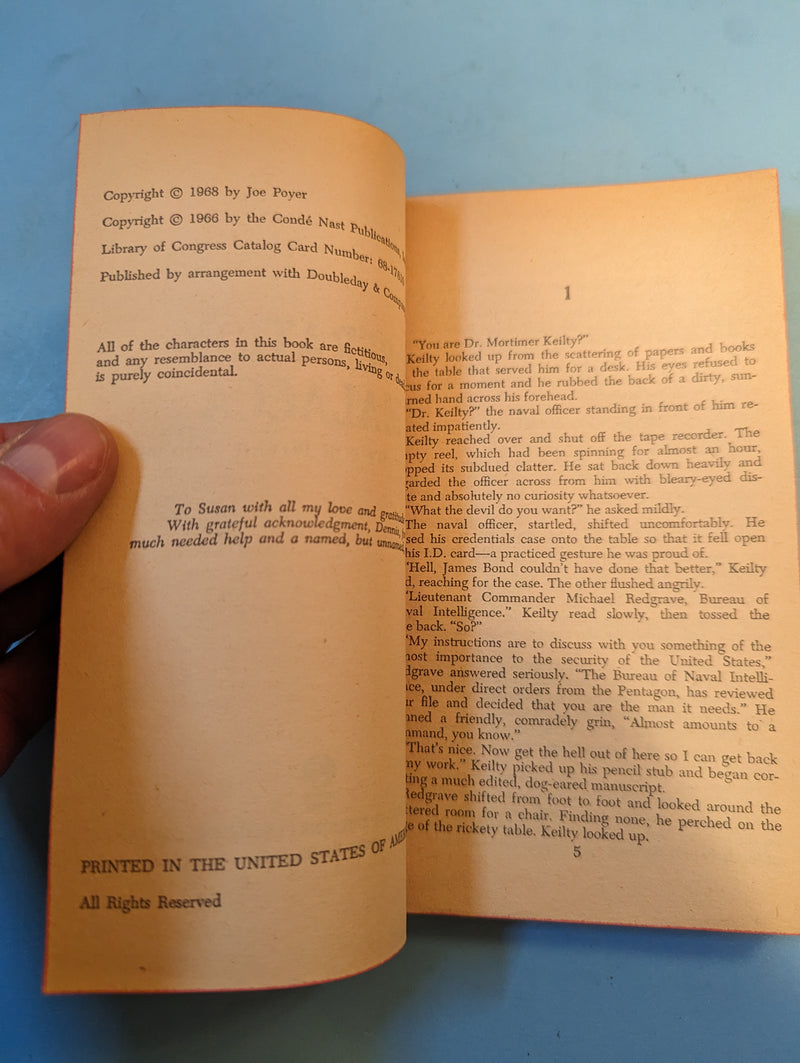 Copyright © 1968 by Joe Poyer
Copyright © 1966 by the Condé Nast Publications,
Library of Congress Catalog Card Number:
Published by arrangement with Doubleday &
All of the characters in this book are fictitious,
and any resemblance to actual persons, living or
is purely coincidental.
To Susan with all my love and
With grateful acknowledgment, Dennis,
much needed help and a named, but
PRINTED IN THE UNITED STATES OF
All Rights Reserved
1
"You are Dr. Mortimer Keilty?"
Keilty looked up from the scattering of papers and books
the table that served him for a desk. His eyes refused to
for a moment and he rubbed the back of a dirty, sun-
hand across his forehead.
"Dr. Keilty?" the naval officer standing in front of him re-
ated impatiently.
Keilty reached over and shut off the tape recorder. The
reel, which had been spinning for almost an hour,
its subdued clatter. He sat back down heavily and
the officer across from him with bleary-eyed dis-
te and absolutely no curiosity whatsoever.
"What the devil do you want?" he asked mildly.
The naval officer, startled, shifted uncomfortably. He
his credentials case onto the table so that it fell open
his I.D. card—a practiced gesture he was proud of.
"Hell, James Bond couldn't have done that better," Keilty
d, reaching for the case. The other flushed angrily.
"Lieutenant Commander Michael Redgrave, Bureau of
val Intelligence." Keilty read slowly, then tossed the
e back. "So?"
"My instructions are to discuss with you something of the
most importance to the security of the United States,"
dgrave answered seriously. "The Bureau of Naval Intelli-
ce, under direct orders from the Pentagon, has reviewed
r file and decided that you are the man it needs." He
a friendly, comradely grin, "Almost amounts to a
mand, you know."
"That's nice. Now get the hell out of here so I can get back
my work." Keilty picked up his pencil stub and began cor-
ting a much edited, dog-eared manuscript.
Redgrave shifted from foot to foot and looked around the
tered room for a chair. Finding none, he perched on the
e of the rickety table. Keilty looked up.
5